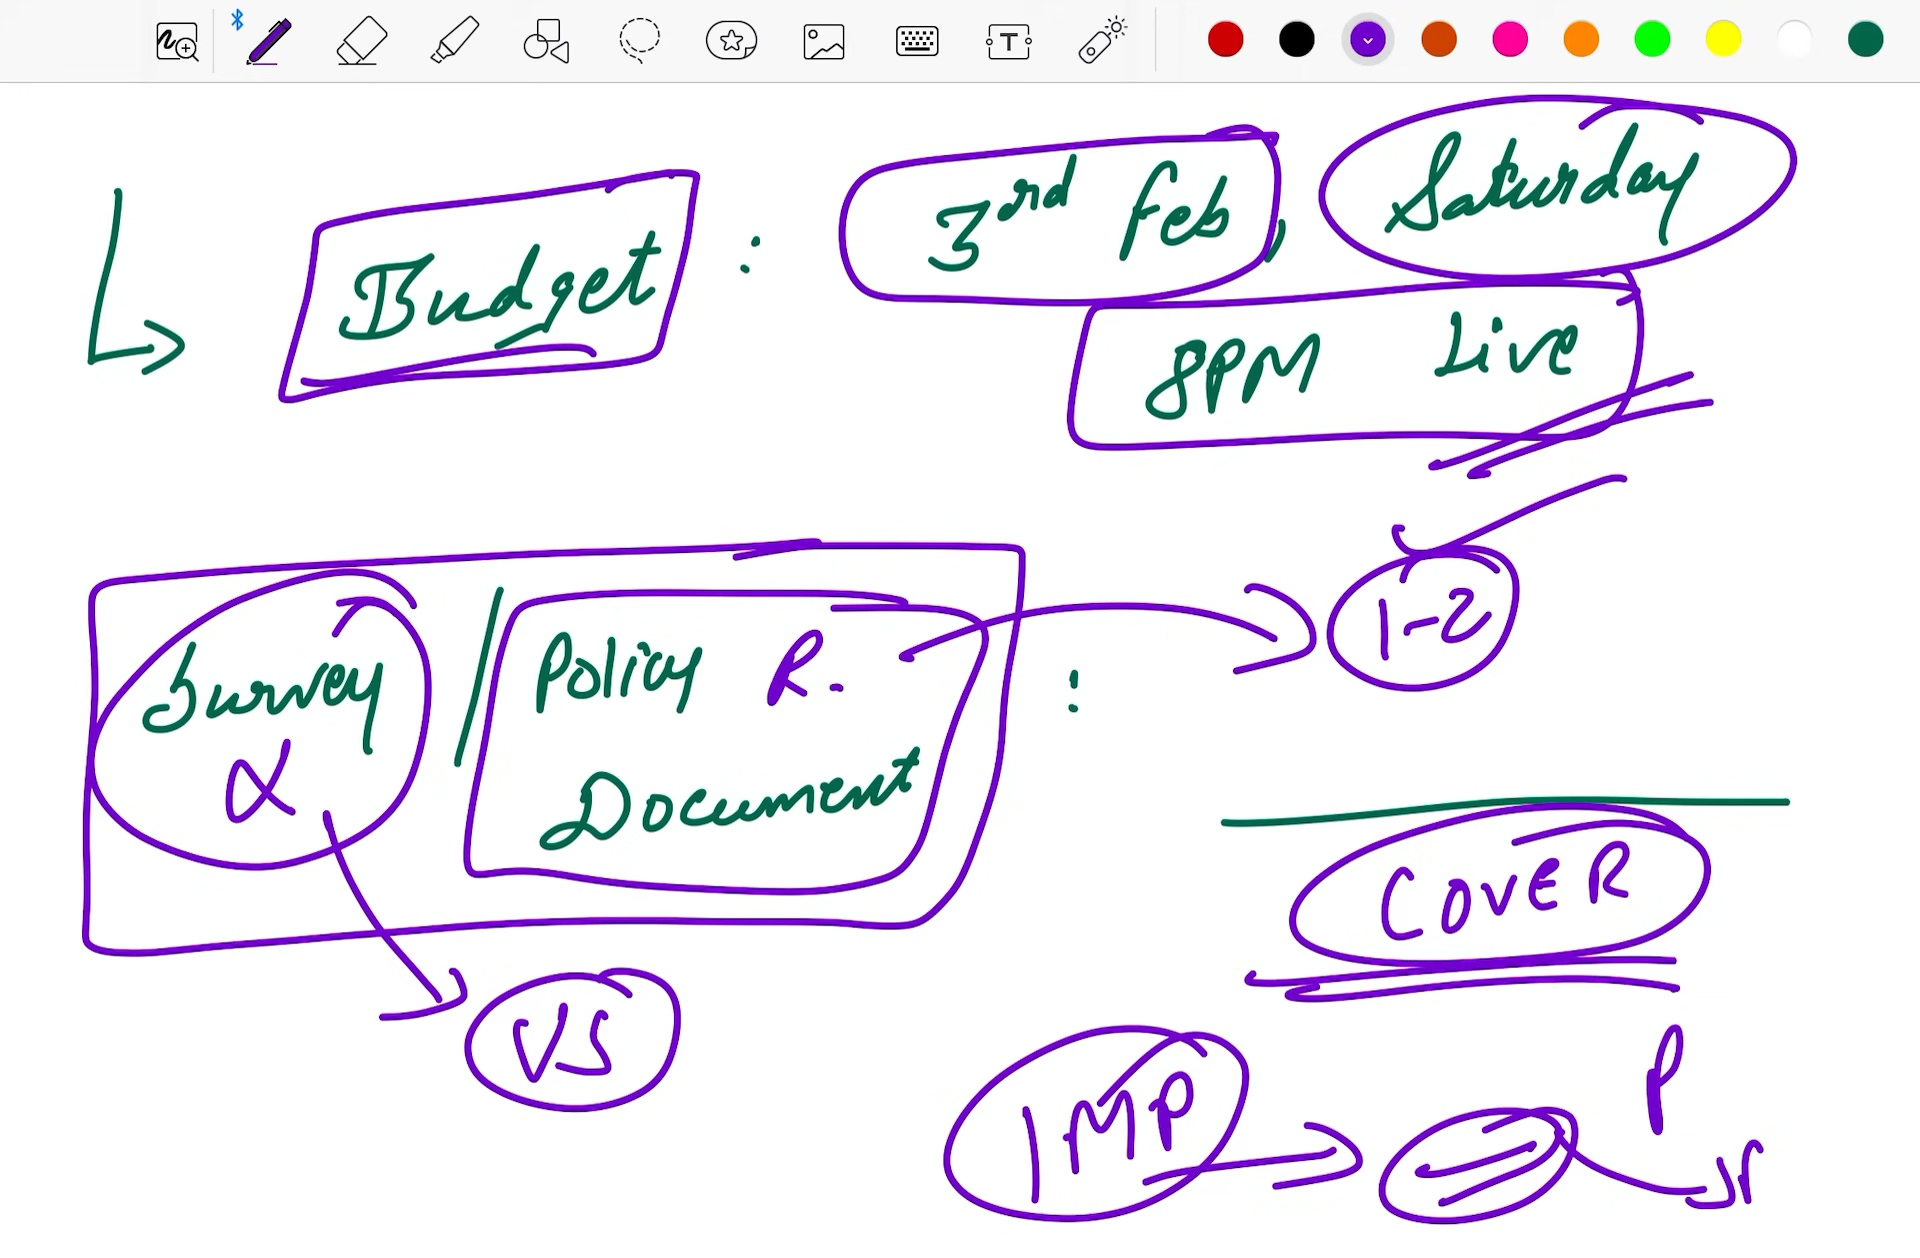 Budget : 3rd Feb, Saturday
8PM Live
Survey / Policy R. : 1-2
Document
COVER
VS
IMP
P